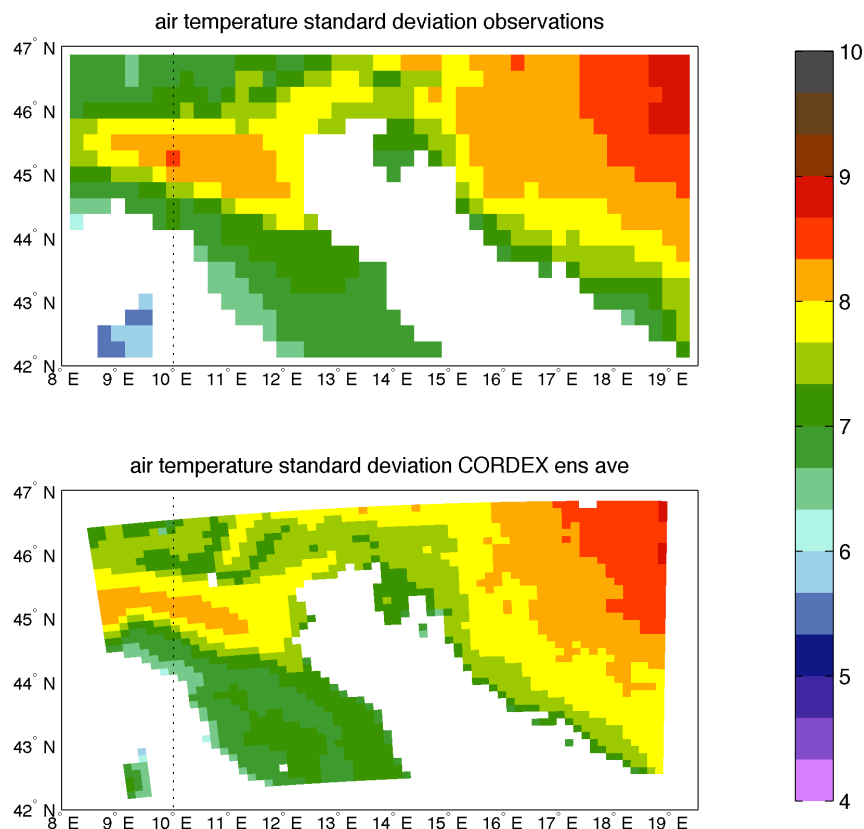 air temperature standard deviation observations
47° N
46° N
45° N
44° N
43° N
42° N
8° E 9° E 10° E 11° E 12° E 13° E 14° E 15° E 16° E 17° E 18° E 19° E
air temperature standard deviation CORDEX ens ave
47° N
46° N
45° N
44° N
43° N
42° N
8° E 9° E 10° E 11° E 12° E 13° E 14° E 15° E 16° E 17° E 18° E 19° E
10
9
8
7
6
5
4